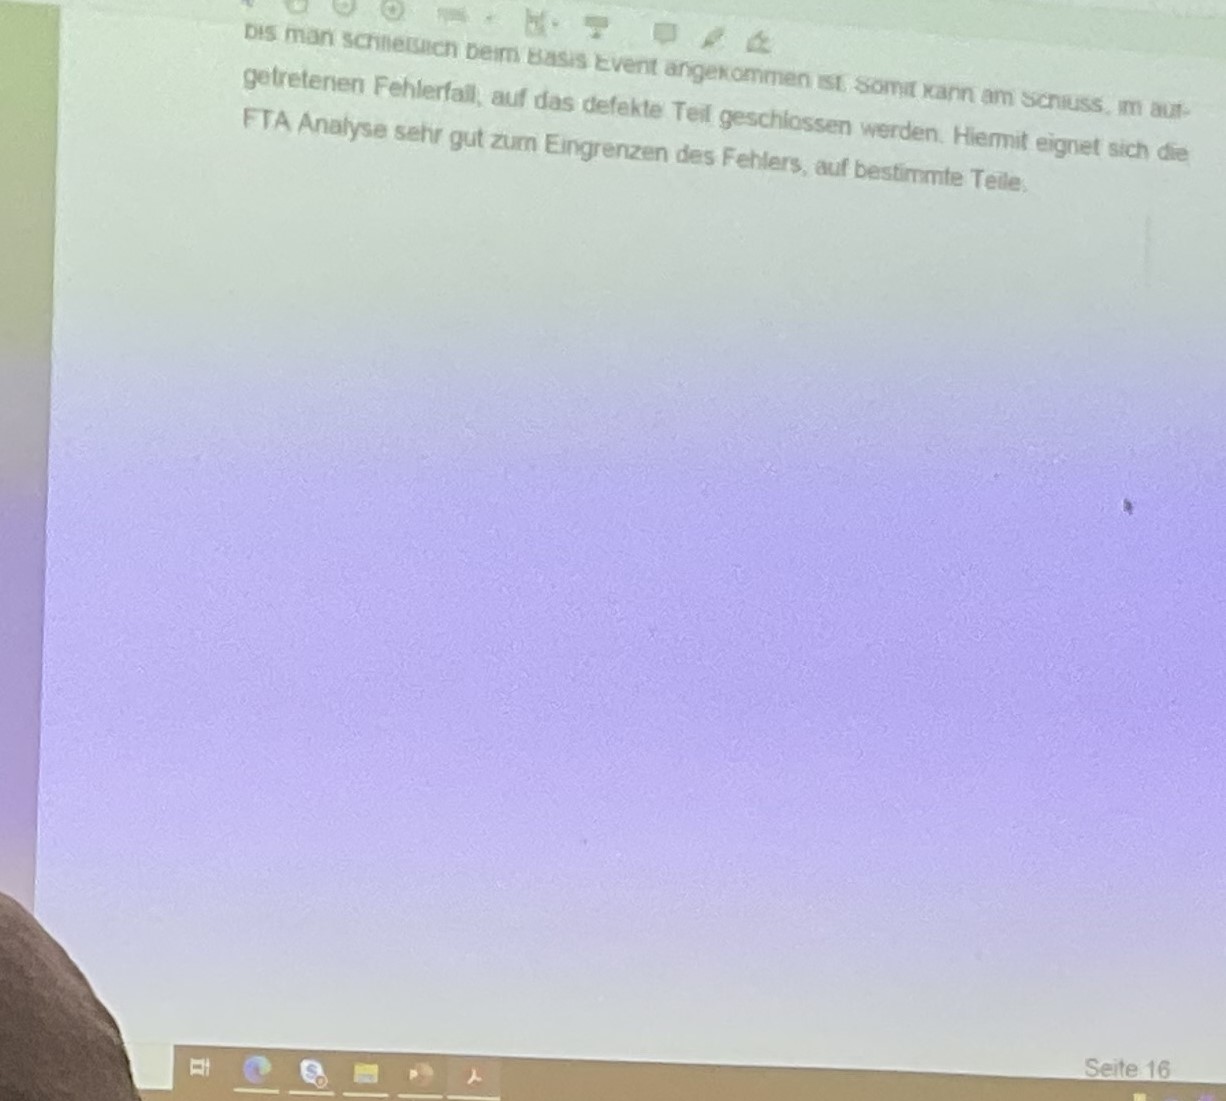 bis man schließlich beim Basis Event angekommen ist. Somit kann am Schluss, im auf-
getretenen Fehlerfall, auf das defekte Teil geschlossen werden. Hiermit eignet sich die
FTA Analyse sehr gut zum Eingrenzen des Fehlers, auf bestimmte Teile.
Seite 16